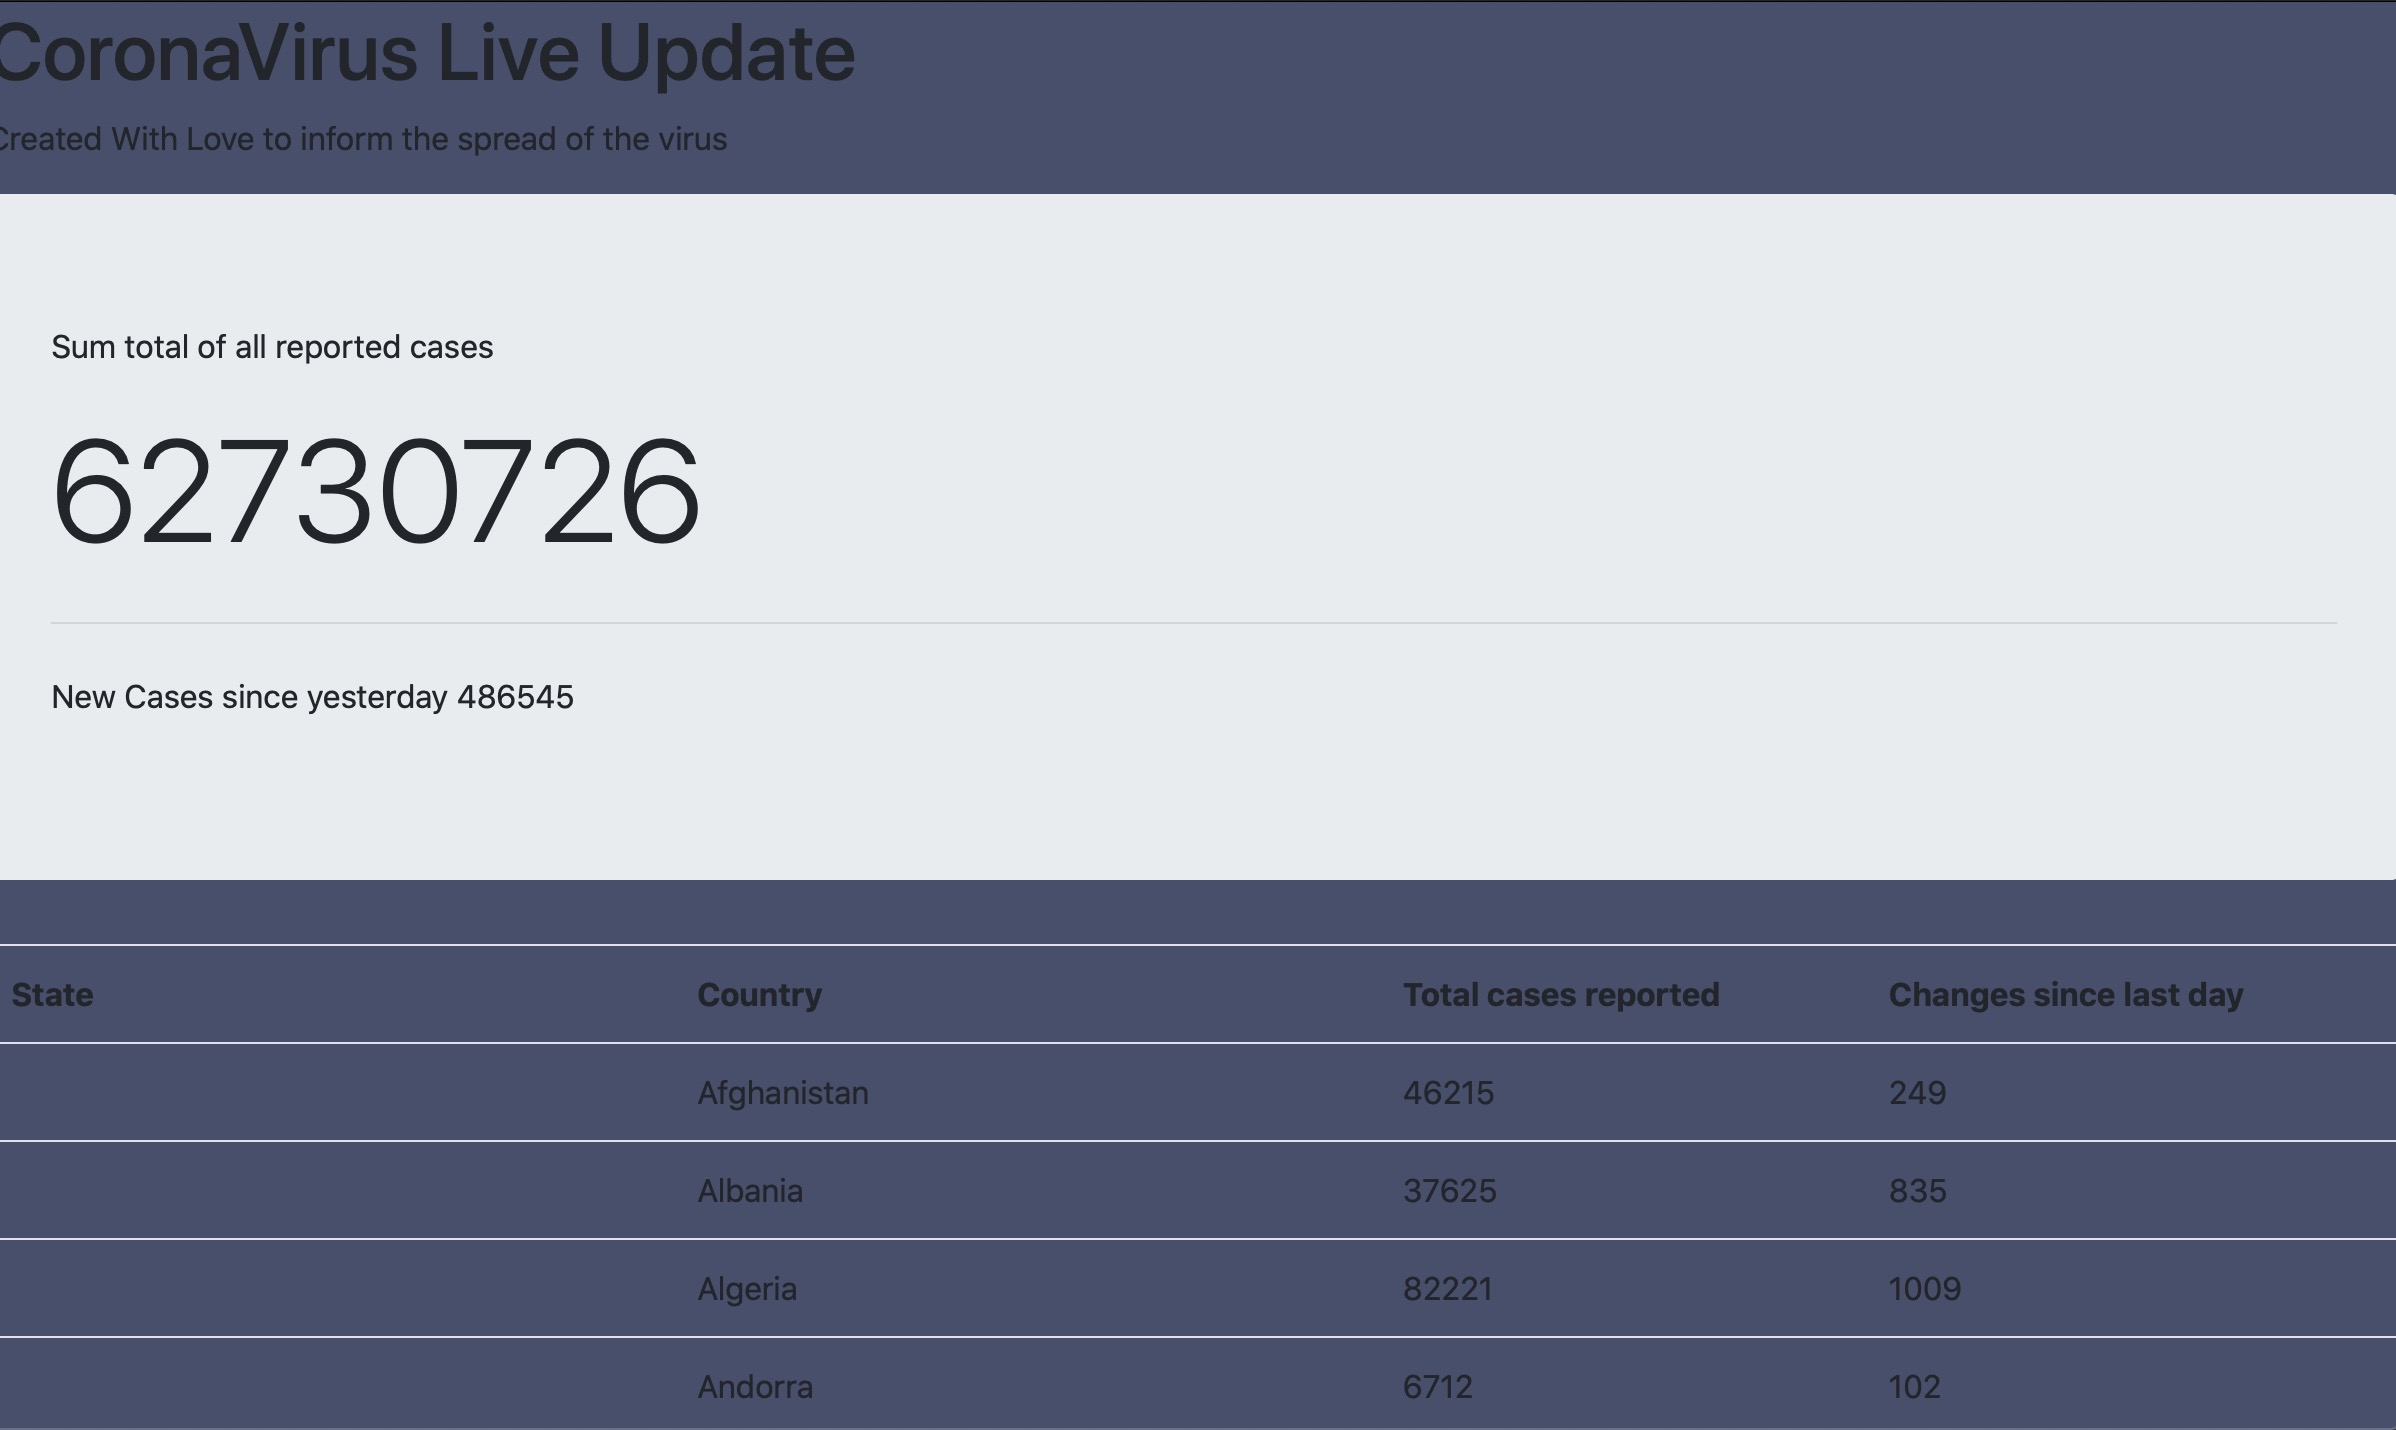 CoronaVirus Live Update
Created With Love to inform the spread of the virus
Sum total of all reported cases
62730726
New Cases since yesterday 486545
State Country Total cases reported Changes since last day
Afghanistan 46215 249
Albania 37625 835
Algeria 82221 1009
Andorra 6712 102